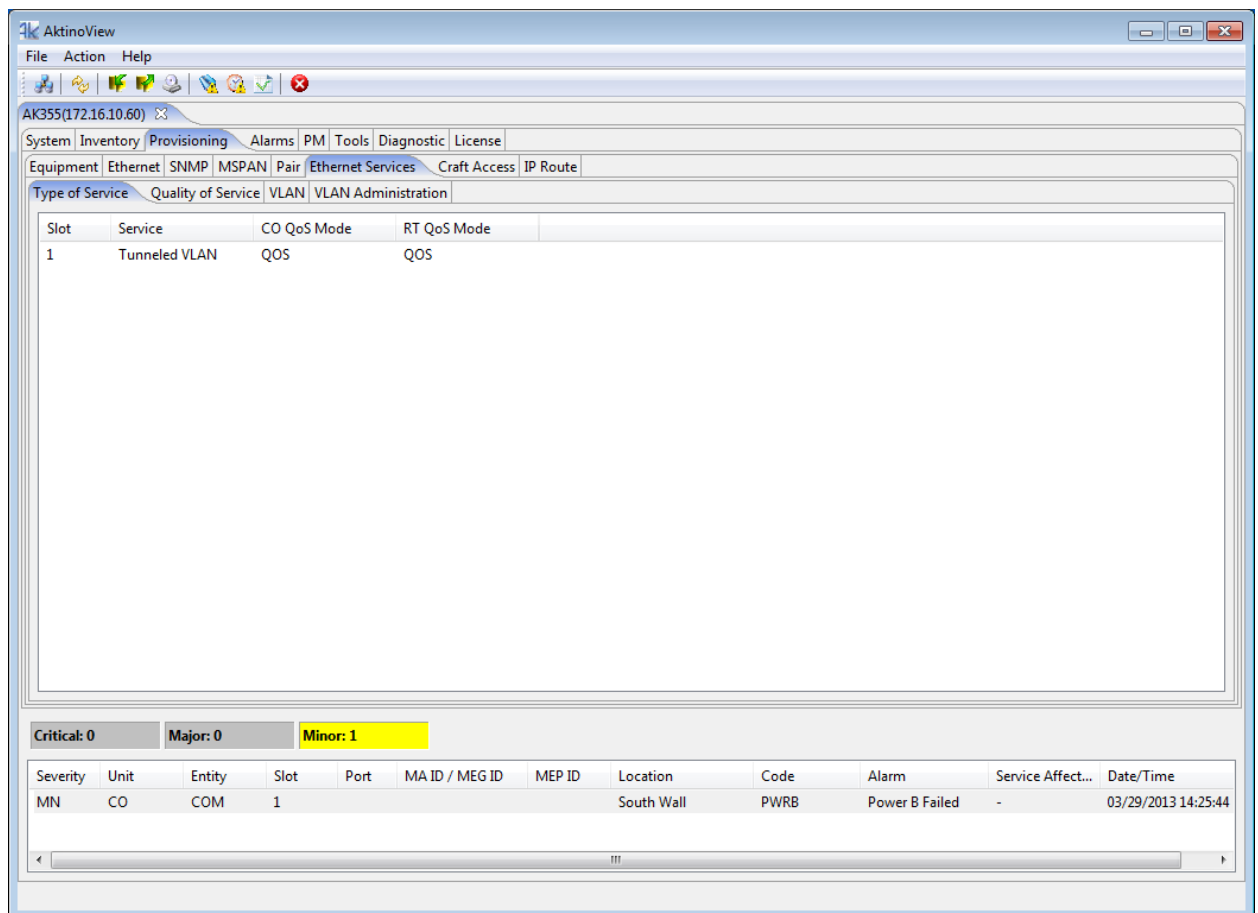 AktinoView
File Action Help
AK355(172.16.10.60)
System Inventory Provisioning Alarms PM Tools Diagnostic License
Equipment Ethernet SNMP MSPAN Pair Ethernet Services Craft Access IP Route
Type of Service Quality of Service VLAN VLAN Administration
Slot Service CO QoS Mode RT QoS Mode
1 Tunneled VLAN QOS QOS
Critical: 0 Major: 0 Minor: 1
Severity Unit Entity Slot Port MA ID / MEG ID MEP ID Location Code Alarm Service Affect... Date/Time
MN CO COM 1 South Wall PWRB Power B Failed - 03/29/2013 14:25:44